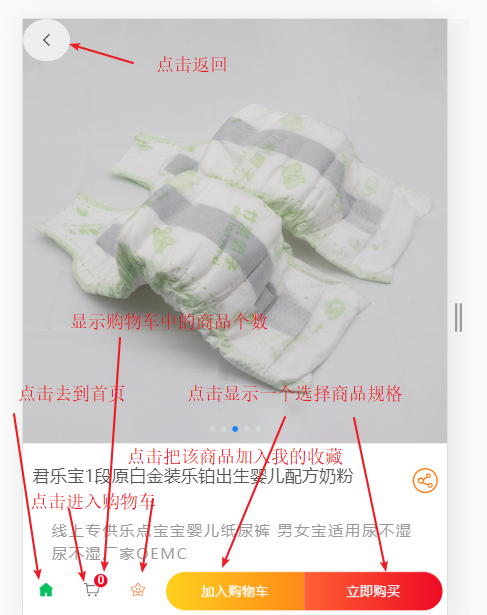 点击返回
显示购物车中的商品个数
点击去到首页
点击显示一个选择商品规格
点击把该商品加入我的收藏
君乐宝1段原白金装乐铂出生婴儿配方奶粉
点击进入购物车
线上专供乐点宝宝婴儿纸尿裤 男女宝适用尿不湿
尿不湿厂家OEMC
0
加入购物车
立即购买